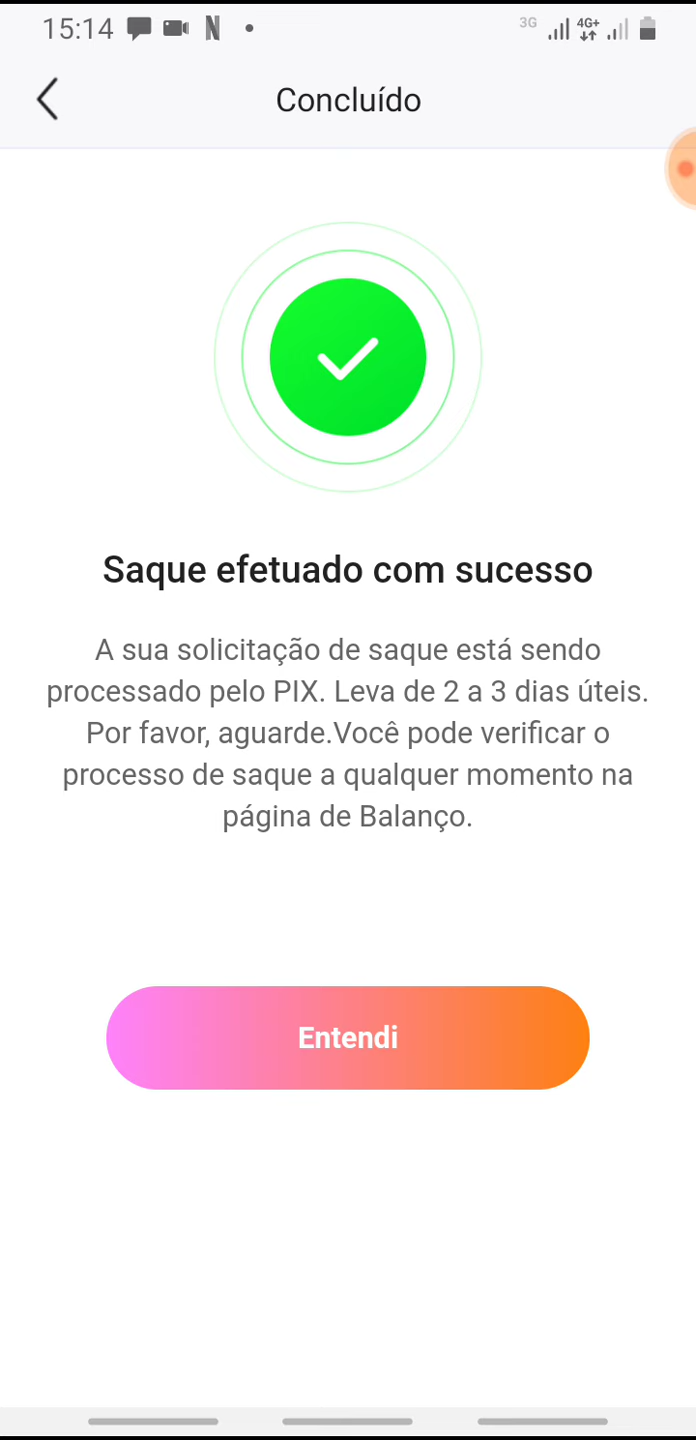 15:14
3G 4G+
Concluído
Saque efetuado com sucesso
A sua solicitação de saque está sendo
processado pelo PIX. Leva de 2 a 3 dias úteis.
Por favor, aguarde.Você pode verificar o
processo de saque a qualquer momento na
página de Balanço.
Entendi